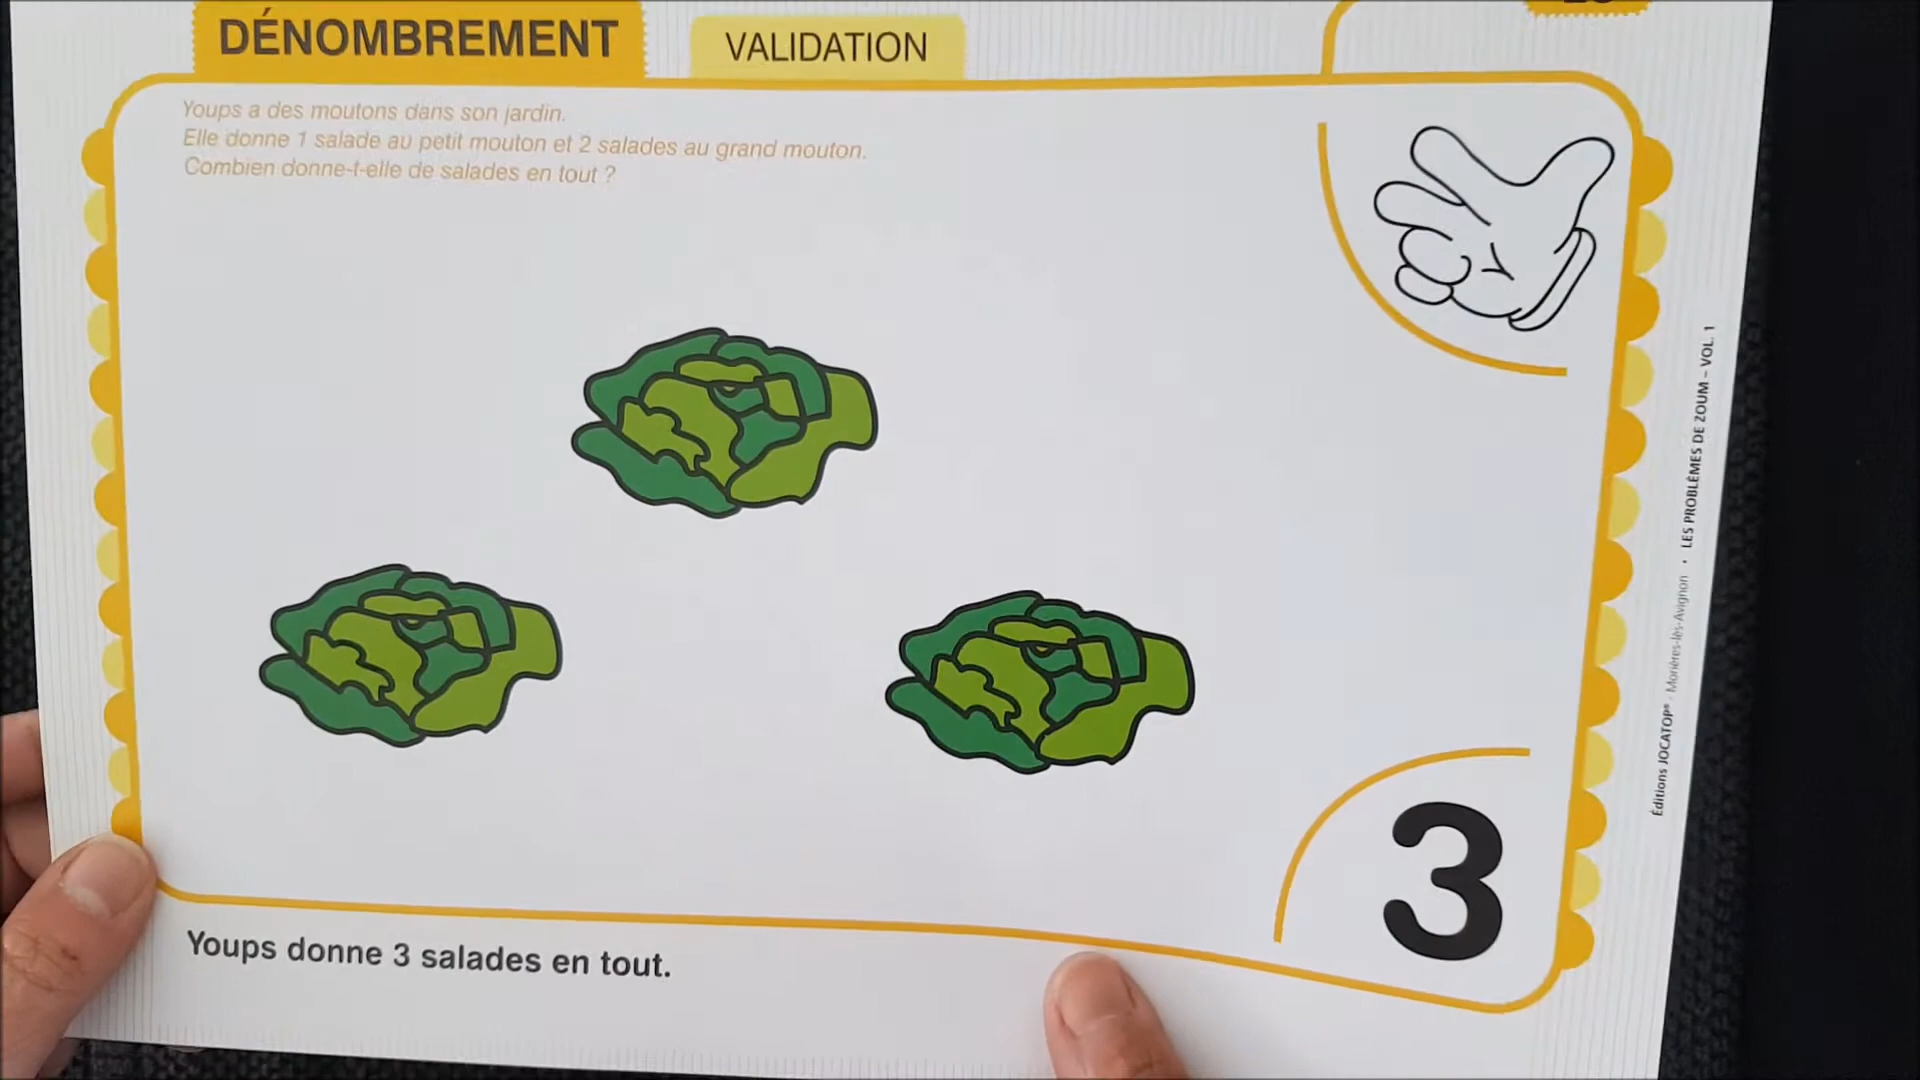 DÉNOMBREMENT
VALIDATION
Youps a des moutons dans son jardin.
Elle donne 1 salade au petit mouton et 2 salades au grand mouton.
Combien donne-t-elle de salades en tout ?
3
Youps donne 3 salades en tout.
Éditions JOCATOP® - Morières-lès-Avignon • LES PROBLÈMES DE ZOUM – VOL. 1